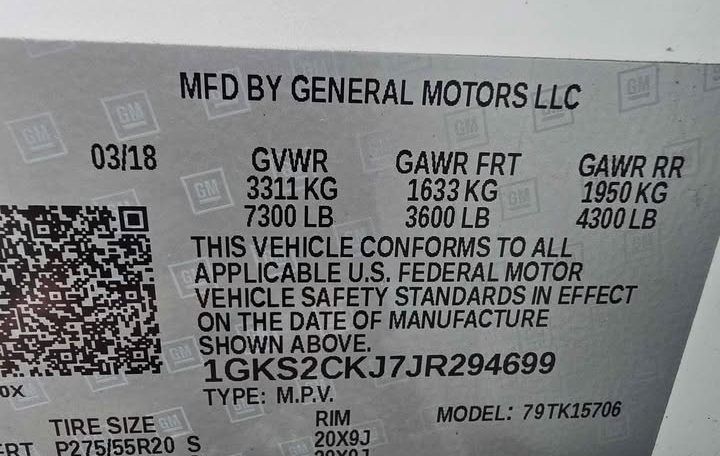 MFD BY GENERAL MOTORS LLC
03/18 GVWR GAWR FRT GAWR RR
3311 KG 1633 KG 1950 KG
7300 LB 3600 LB 4300 LB
THIS VEHICLE CONFORMS TO ALL
APPLICABLE U.S. FEDERAL MOTOR
VEHICLE SAFETY STANDARDS IN EFFECT
ON THE DATE OF MANUFACTURE
SHOWN ABOVE.
1GKS2CKJ7JR294699
0X TYPE: M.P.V. MODEL: 79TK15706
TIRE SIZE RIM
P275/55R20 S 20X9J